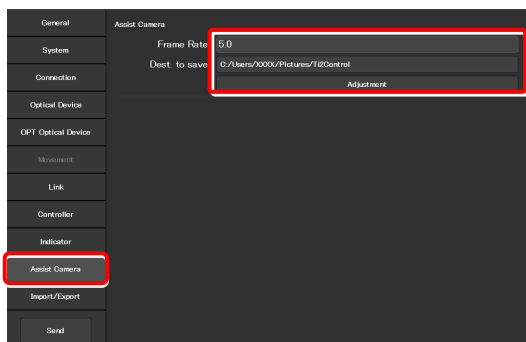 General
System
Connection
Optical Device
OPT Optical Device
Movement
Link
Controller
Indicator
Assist Camera
Import/Export
Send
Assist Camera
Frame Rate 5.0
Dest. to save C:/Users/XXXX/Pictures/Ti2Control
Adjustment